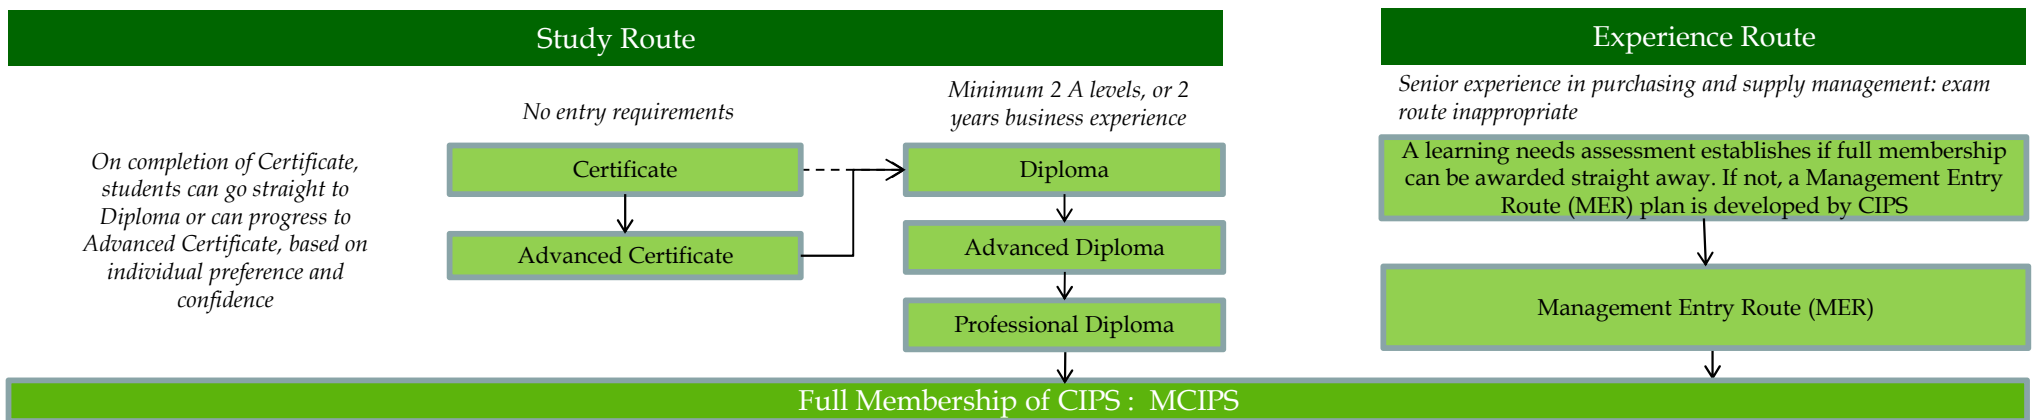 Study Route
No entry requirements
Minimum 2 A levels, or 2
years business experience
On completion of Certificate,
students can go straight to
Diploma or can progress to
Advanced Certificate, based on
individual preference and
confidence
Certificate
Advanced Certificate
Diploma
Advanced Diploma
Professional Diploma
Experience Route
Senior experience in purchasing and supply management: exam
route inappropriate
A learning needs assessment establishes if full membership
can be awarded straight away. If not, a Management Entry
Route (MER) plan is developed by CIPS
Management Entry Route (MER)
Full Membership of CIPS : MCIPS